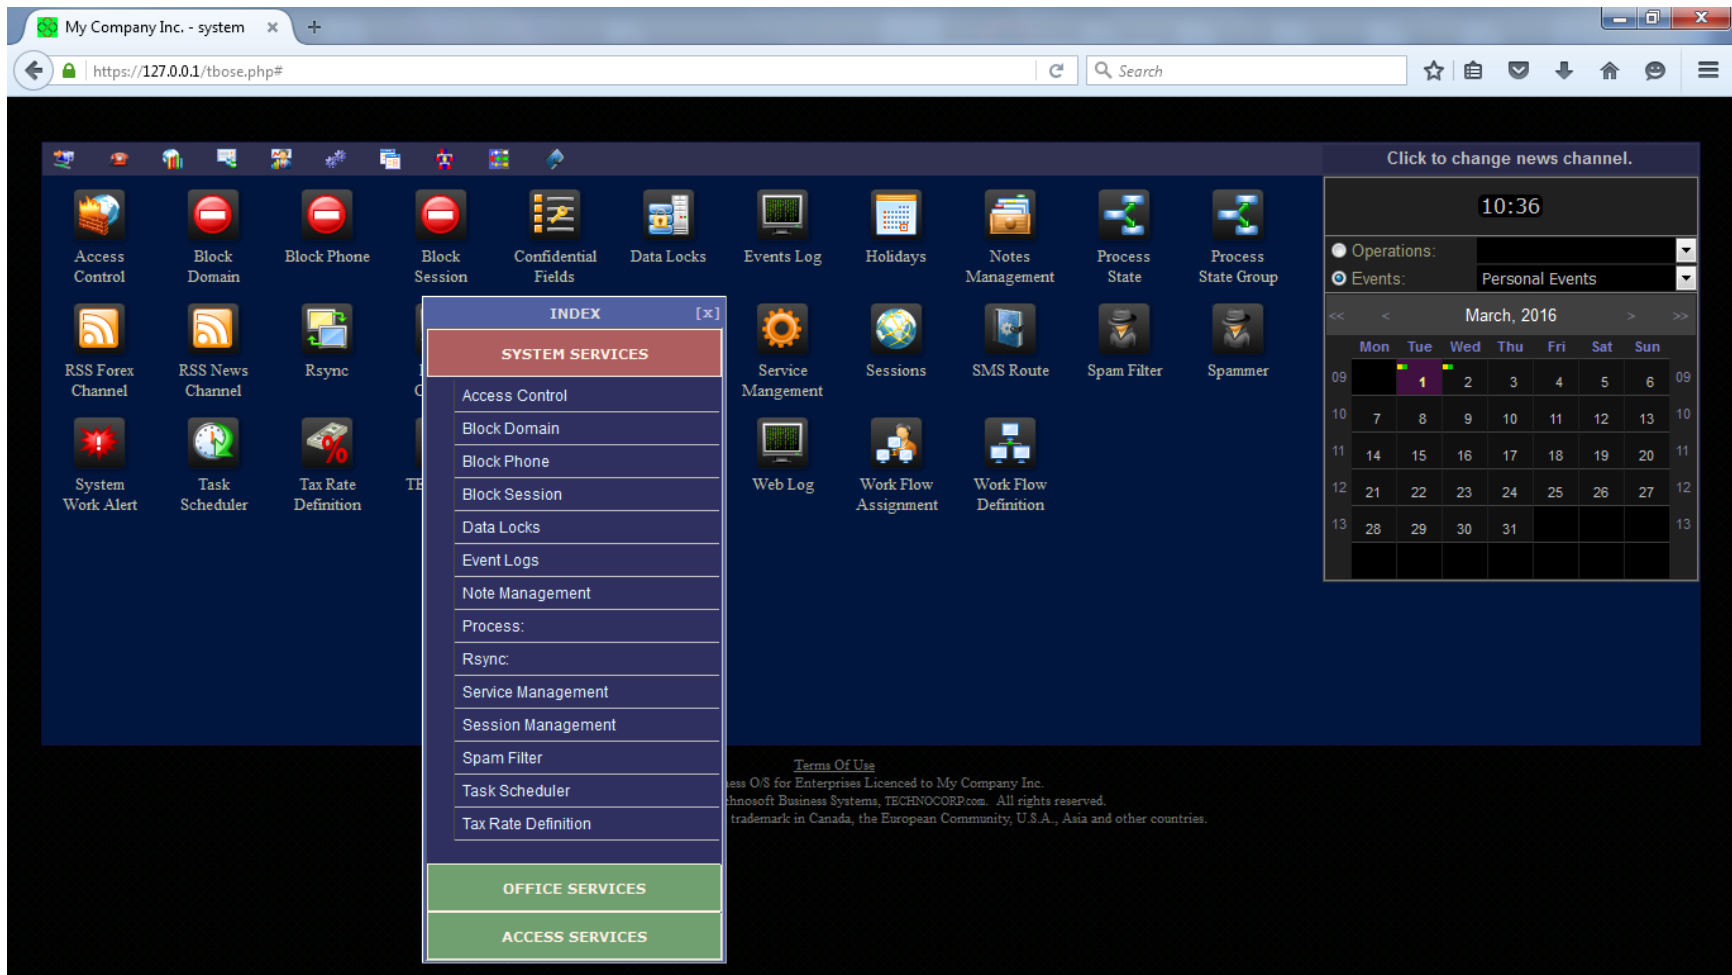 My Company Inc. - system
https://127.0.0.1/tbose.php#
Search
Click to change news channel.
Access Control
Block Domain
Block Phone
Block Session
Confidential Fields
Data Locks
Events Log
Holidays
Notes Management
Process State
Process State Group
10:36
Operations:
Events: Personal Events
RSS Forex Channel
RSS News Channel
Rsync
Service Mangement
Sessions
SMS Route
Spam Filter
Spammer
System Work Alert
Task Scheduler
Tax Rate Definition
TE
Web Log
Work Flow Assignment
Work Flow Definition
INDEX [x]
SYSTEM SERVICES
Access Control
Block Domain
Block Phone
Block Session
Data Locks
Event Logs
Note Management
Process:
Rsync:
Service Management
Session Management
Spam Filter
Task Scheduler
Tax Rate Definition
OFFICE SERVICES
ACCESS SERVICES
<< < March, 2016 > >>
Mon Tue Wed Thu Fri Sat Sun
09 1 2 3 4 5 6 09
10 7 8 9 10 11 12 13 10
11 14 15 16 17 18 19 20 11
12 21 22 23 24 25 26 27 12
13 28 29 30 31 13
Terms Of Use
ess O/S for Enterprises Licenced to My Company Inc.
hnosoft Business Systems, TECHNOCORP.com. All rights reserved.
trademark in Canada, the European Community, U.S.A., Asia and other countries.